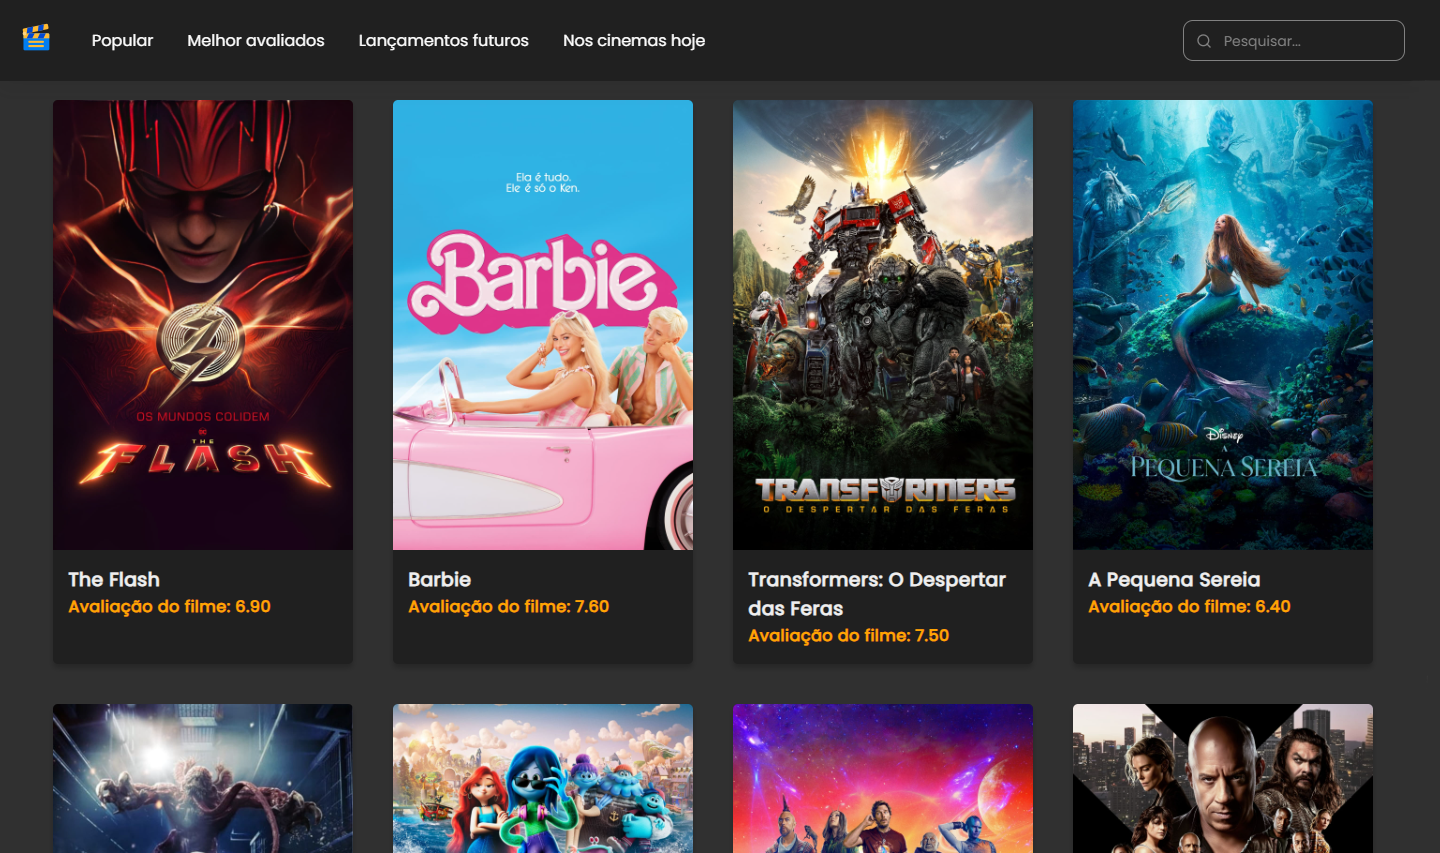 Popular
Melhor avaliados
Lançamentos futuros
Nos cinemas hoje
Pesquisar...
OS MUNDOS COLIDEM
THE
FLASH
Ela é tudo.
Ele é só o Ken.
Barbie
TRANSFORMERS
O DESPERTAR DAS FERAS
Disney
A
PEQUENA SEREIA
The Flash
Avaliação do filme: 6.90
Barbie
Avaliação do filme: 7.60
Transformers: O Despertar
das Feras
Avaliação do filme: 7.50
A Pequena Sereia
Avaliação do filme: 6.40